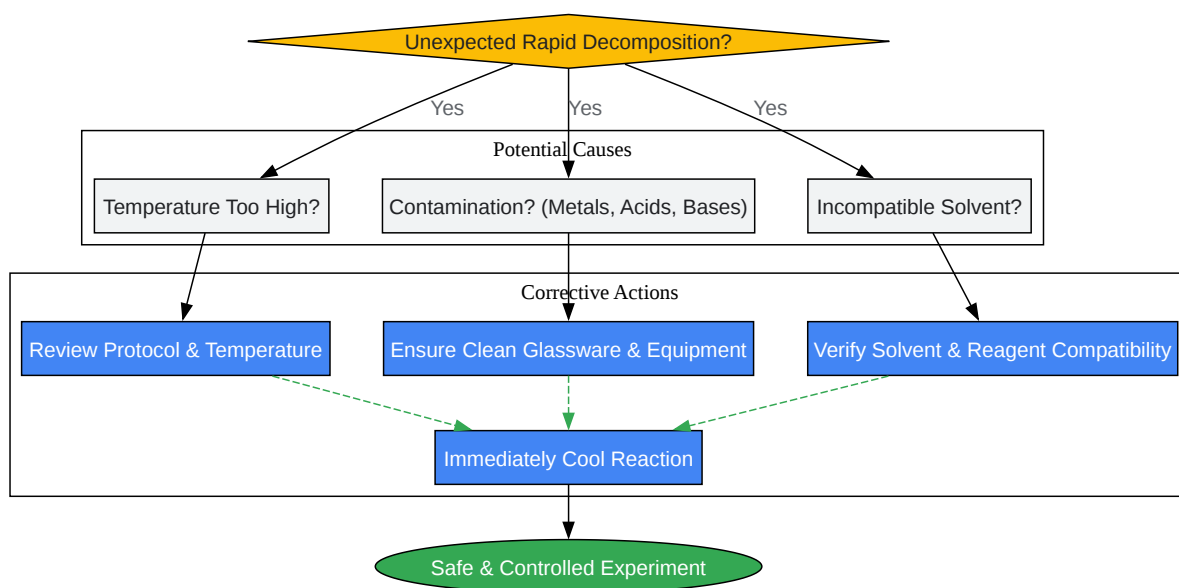 Unexpected Rapid Decomposition?
Yes
Yes
Yes
Potential Causes
Temperature Too High?
Contamination? (Metals, Acids, Bases)
Incompatible Solvent?
Corrective Actions
Review Protocol & Temperature
Ensure Clean Glassware & Equipment
Verify Solvent & Reagent Compatibility
Immediately Cool Reaction
Safe & Controlled Experiment